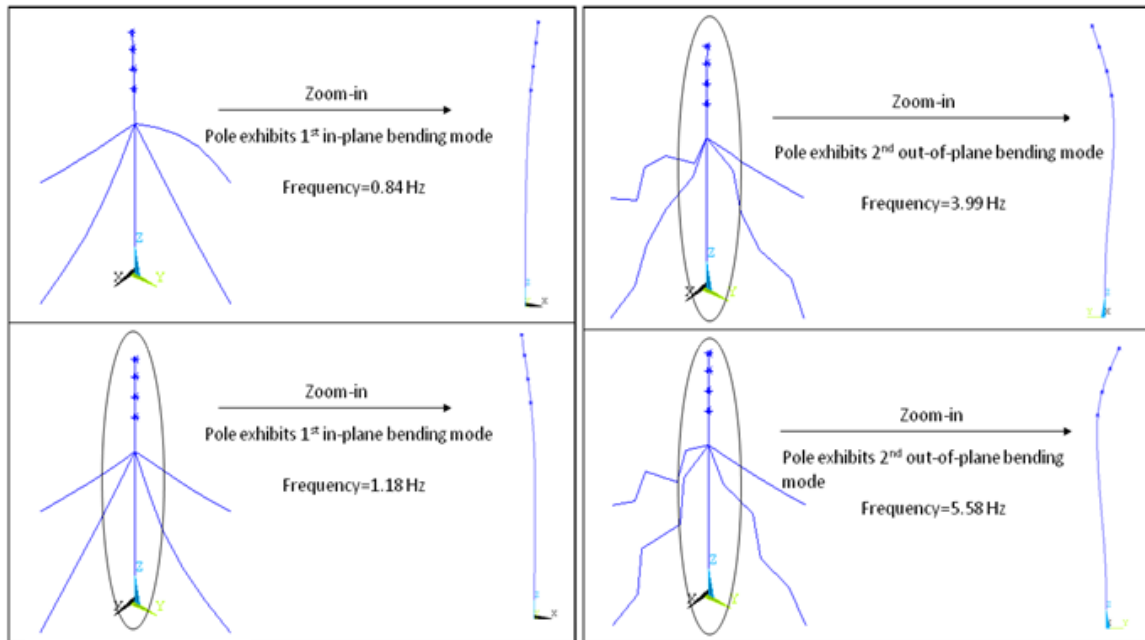 Zoom-in
Pole exhibits 1st in-plane bending mode
Frequency=0.84 Hz
Z
X
Y
Z
X
Zoom-in
Pole exhibits 2nd out-of-plane bending mode
Frequency=3.99 Hz
Z
X
Y
Y
Z
X
Zoom-in
Pole exhibits 1st in-plane bending mode
Frequency=1.18 Hz
Z
X
Y
Z
X
Zoom-in
Pole exhibits 2nd out-of-plane bending
mode
Frequency=5.58 Hz
Z
X
Y
Z
X
Y